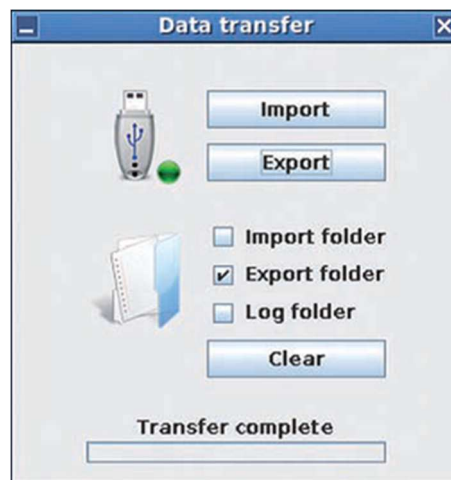 Data transfer
Import
Export
Import folder
Export folder
Log folder
Clear
Transfer complete